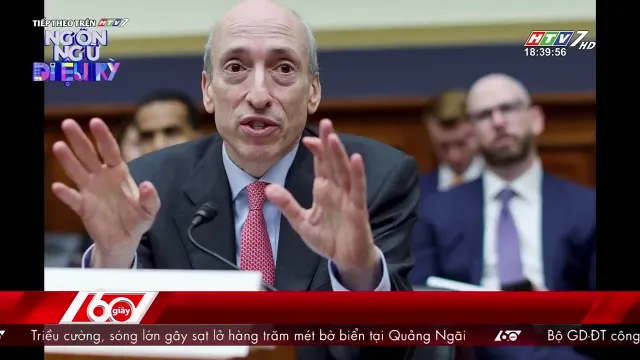 TIẾP THEO TRÊN HTV7
NGÔN
NGỮ
DIỆU KỲ
HTV7 HD
18:39:56
60 giây
Triều cường, sóng lớn gây sạt lở hàng trăm mét bờ biển tại Quảng Ngãi
60
Bộ GD-ĐT công